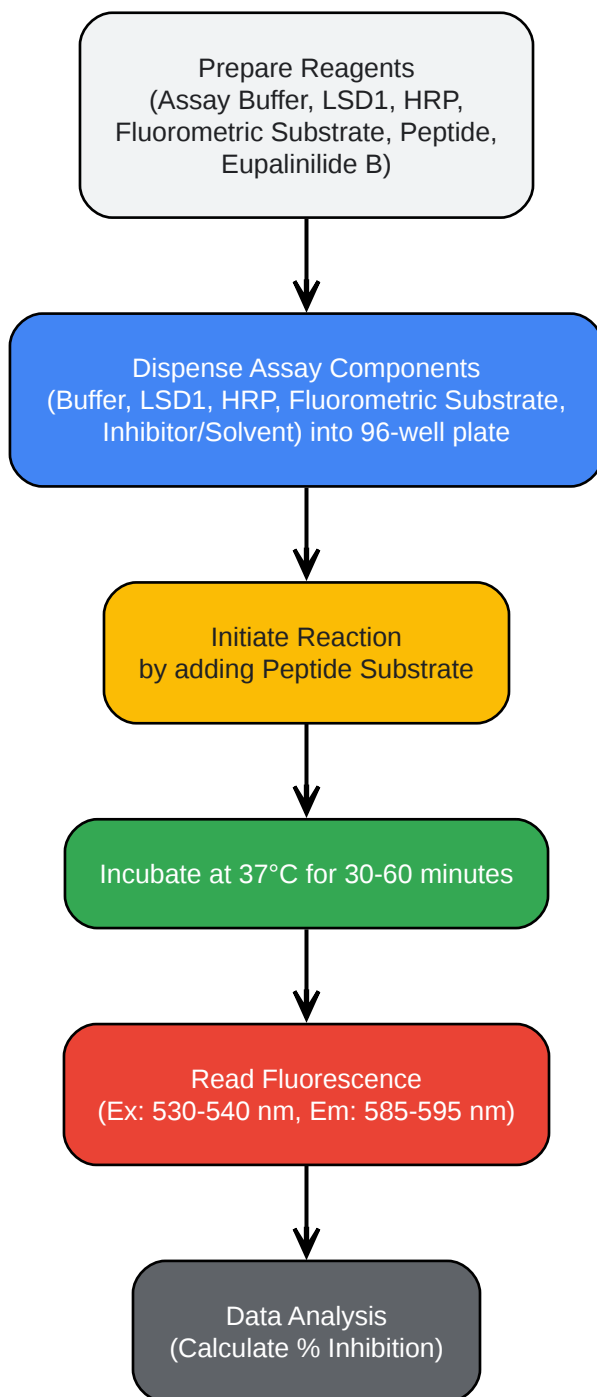 Prepare Reagents
(Assay Buffer, LSD1, HRP,
Fluorometric Substrate, Peptide,
Eupalinilide B)
Dispense Assay Components
(Buffer, LSD1, HRP, Fluorometric Substrate,
Inhibitor/Solvent) into 96-well plate
Initiate Reaction
by adding Peptide Substrate
Incubate at 37°C for 30-60 minutes
Read Fluorescence
(Ex: 530-540 nm, Em: 585-595 nm)
Data Analysis
(Calculate % Inhibition)